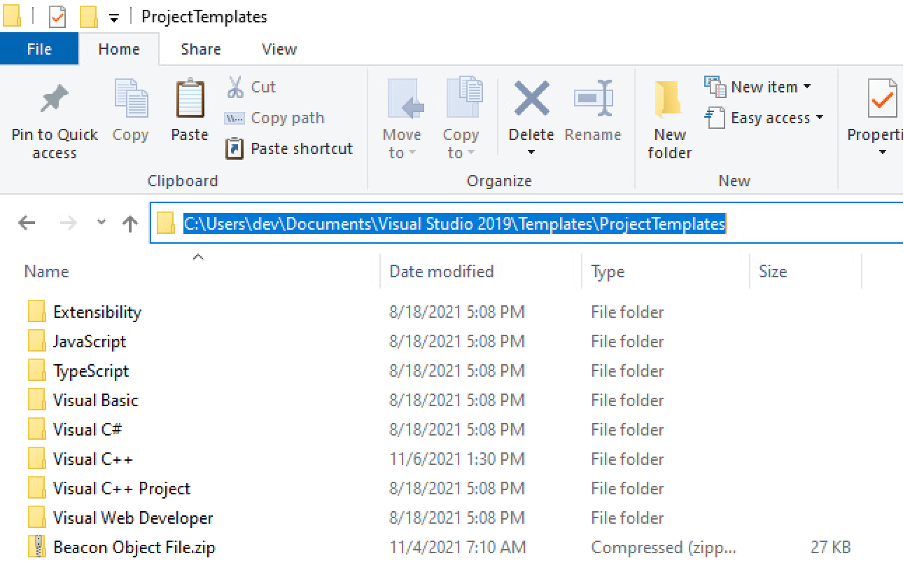 ProjectTemplates
File Home Share View
Pin to Quick access
Copy
Paste
Cut
Copy path
Paste shortcut
Clipboard
Move to
Copy to
Delete
Rename
Organize
New folder
New item
Easy access
New
Properti
C:\Users\dev\Documents\Visual Studio 2019\Templates\ProjectTemplates
Name Date modified Type Size
Extensibility 8/18/2021 5:08 PM File folder
JavaScript 8/18/2021 5:08 PM File folder
TypeScript 8/18/2021 5:08 PM File folder
Visual Basic 8/18/2021 5:08 PM File folder
Visual C# 8/18/2021 5:08 PM File folder
Visual C++ 11/6/2021 1:30 PM File folder
Visual C++ Project 8/18/2021 5:08 PM File folder
Visual Web Developer 8/18/2021 5:08 PM File folder
Beacon Object File.zip 11/4/2021 7:10 AM Compressed (zipp... 27 KB